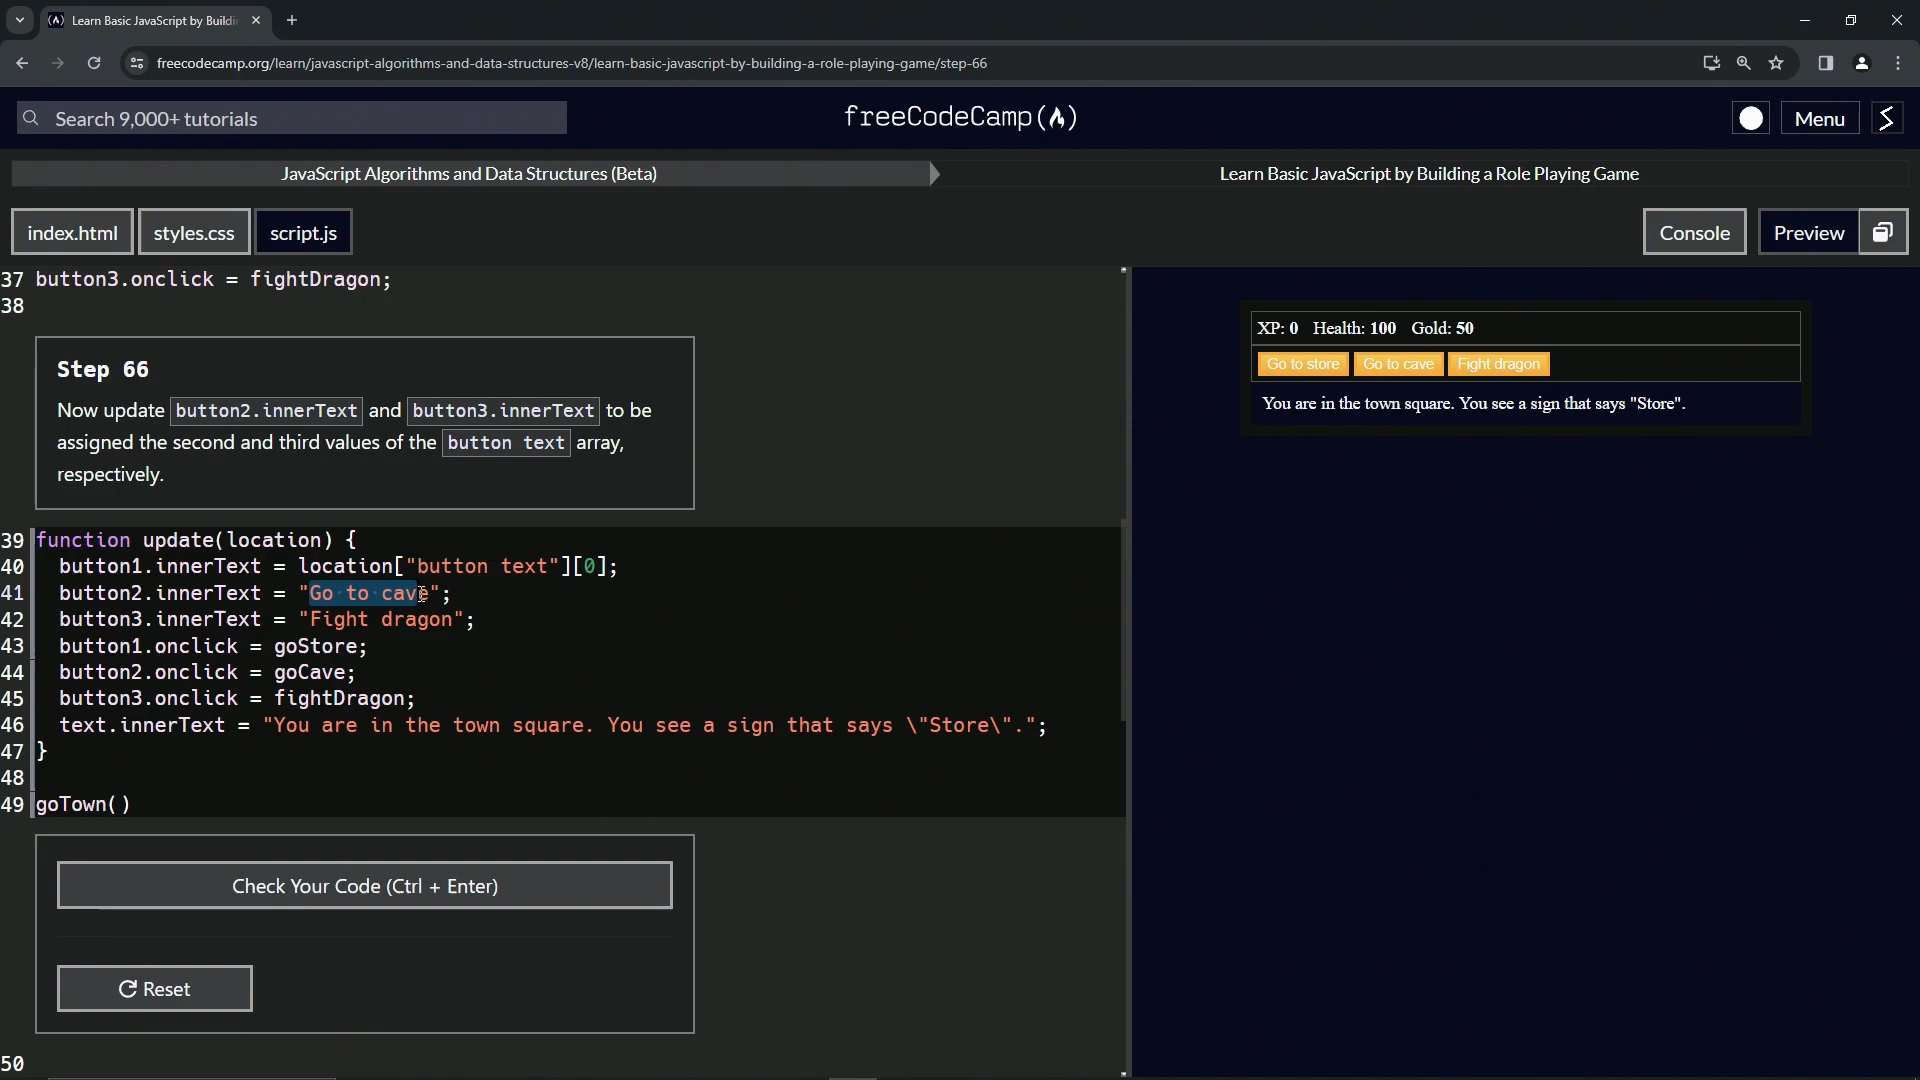 Learn Basic JavaScript by Buildi
freecodecamp.org/learn/javascript-algorithms-and-data-structures-v8/learn-basic-javascript-by-building-a-role-playing-game/step-66
Search 9,000+ tutorials
freeCodeCamp(🔥)
Menu
JavaScript Algorithms and Data Structures (Beta)
Learn Basic JavaScript by Building a Role Playing Game
index.html
styles.css
script.js
Console
Preview
37 button3.onclick = fightDragon;
38
Step 66
Now update button2.innerText and button3.innerText to be
assigned the second and third values of the button text array,
respectively.
39 function update(location) {
40   button1.innerText = location["button text"][0];
41   button2.innerText = "Go to cave";
42   button3.innerText = "Fight dragon";
43   button1.onclick = goStore;
44   button2.onclick = goCave;
45   button3.onclick = fightDragon;
46   text.innerText = "You are in the town square. You see a sign that says \"Store\".";
47 }
48
49 goTown()
Check Your Code (Ctrl + Enter)
Reset
50
XP: 0 Health: 100 Gold: 50
Go to store
Go to cave
Fight dragon
You are in the town square. You see a sign that says "Store".